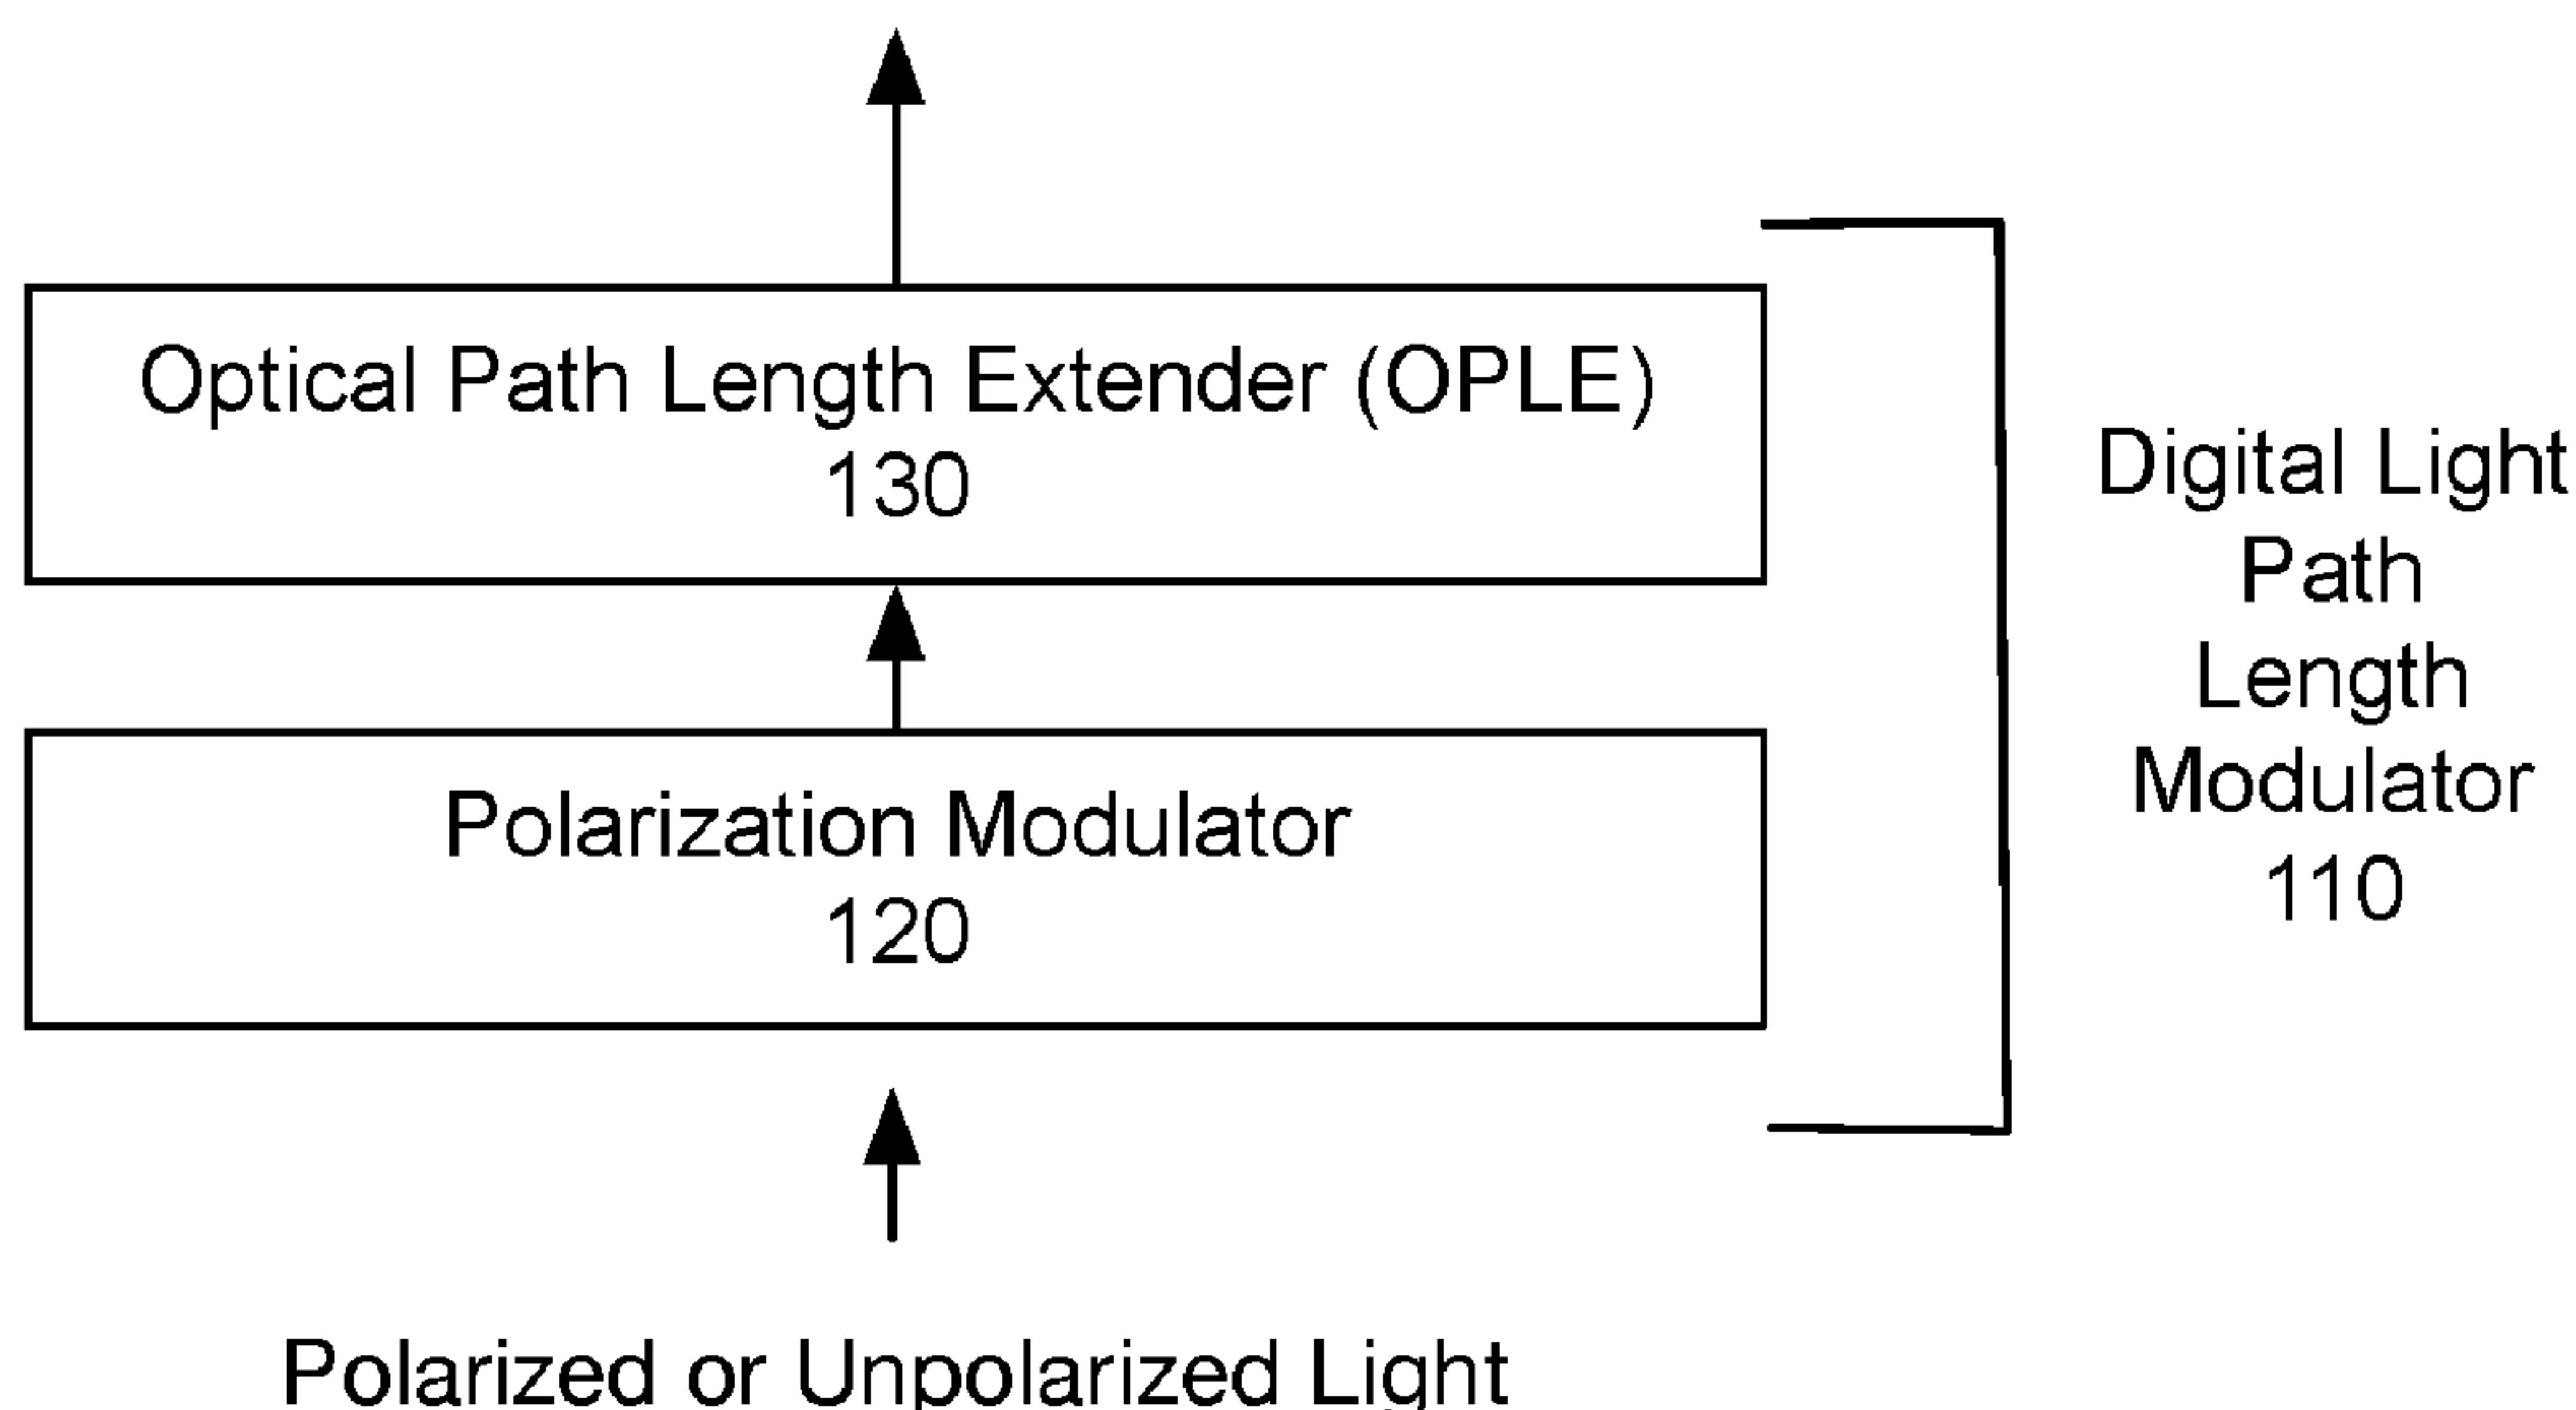 Optical Path Length Extender (OPLE)
130
Polarization Modulator
120
Digital Light
Path
Length
Modulator
110
Polarized or Unpolarized Light